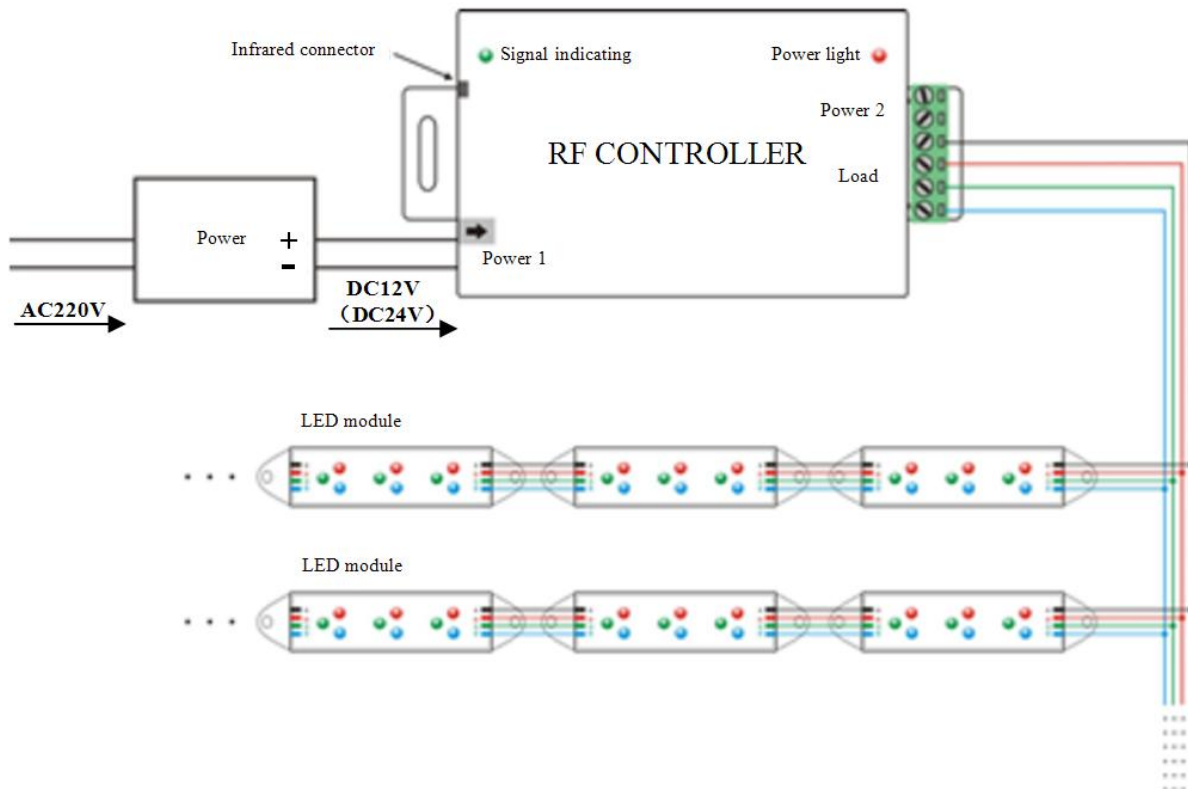 Infrared connector
Signal indicating
Power light
Power 2
RF CONTROLLER
Load
Power
+
-
Power 1
AC220V
DC12V
（DC24V）
LED module
LED module